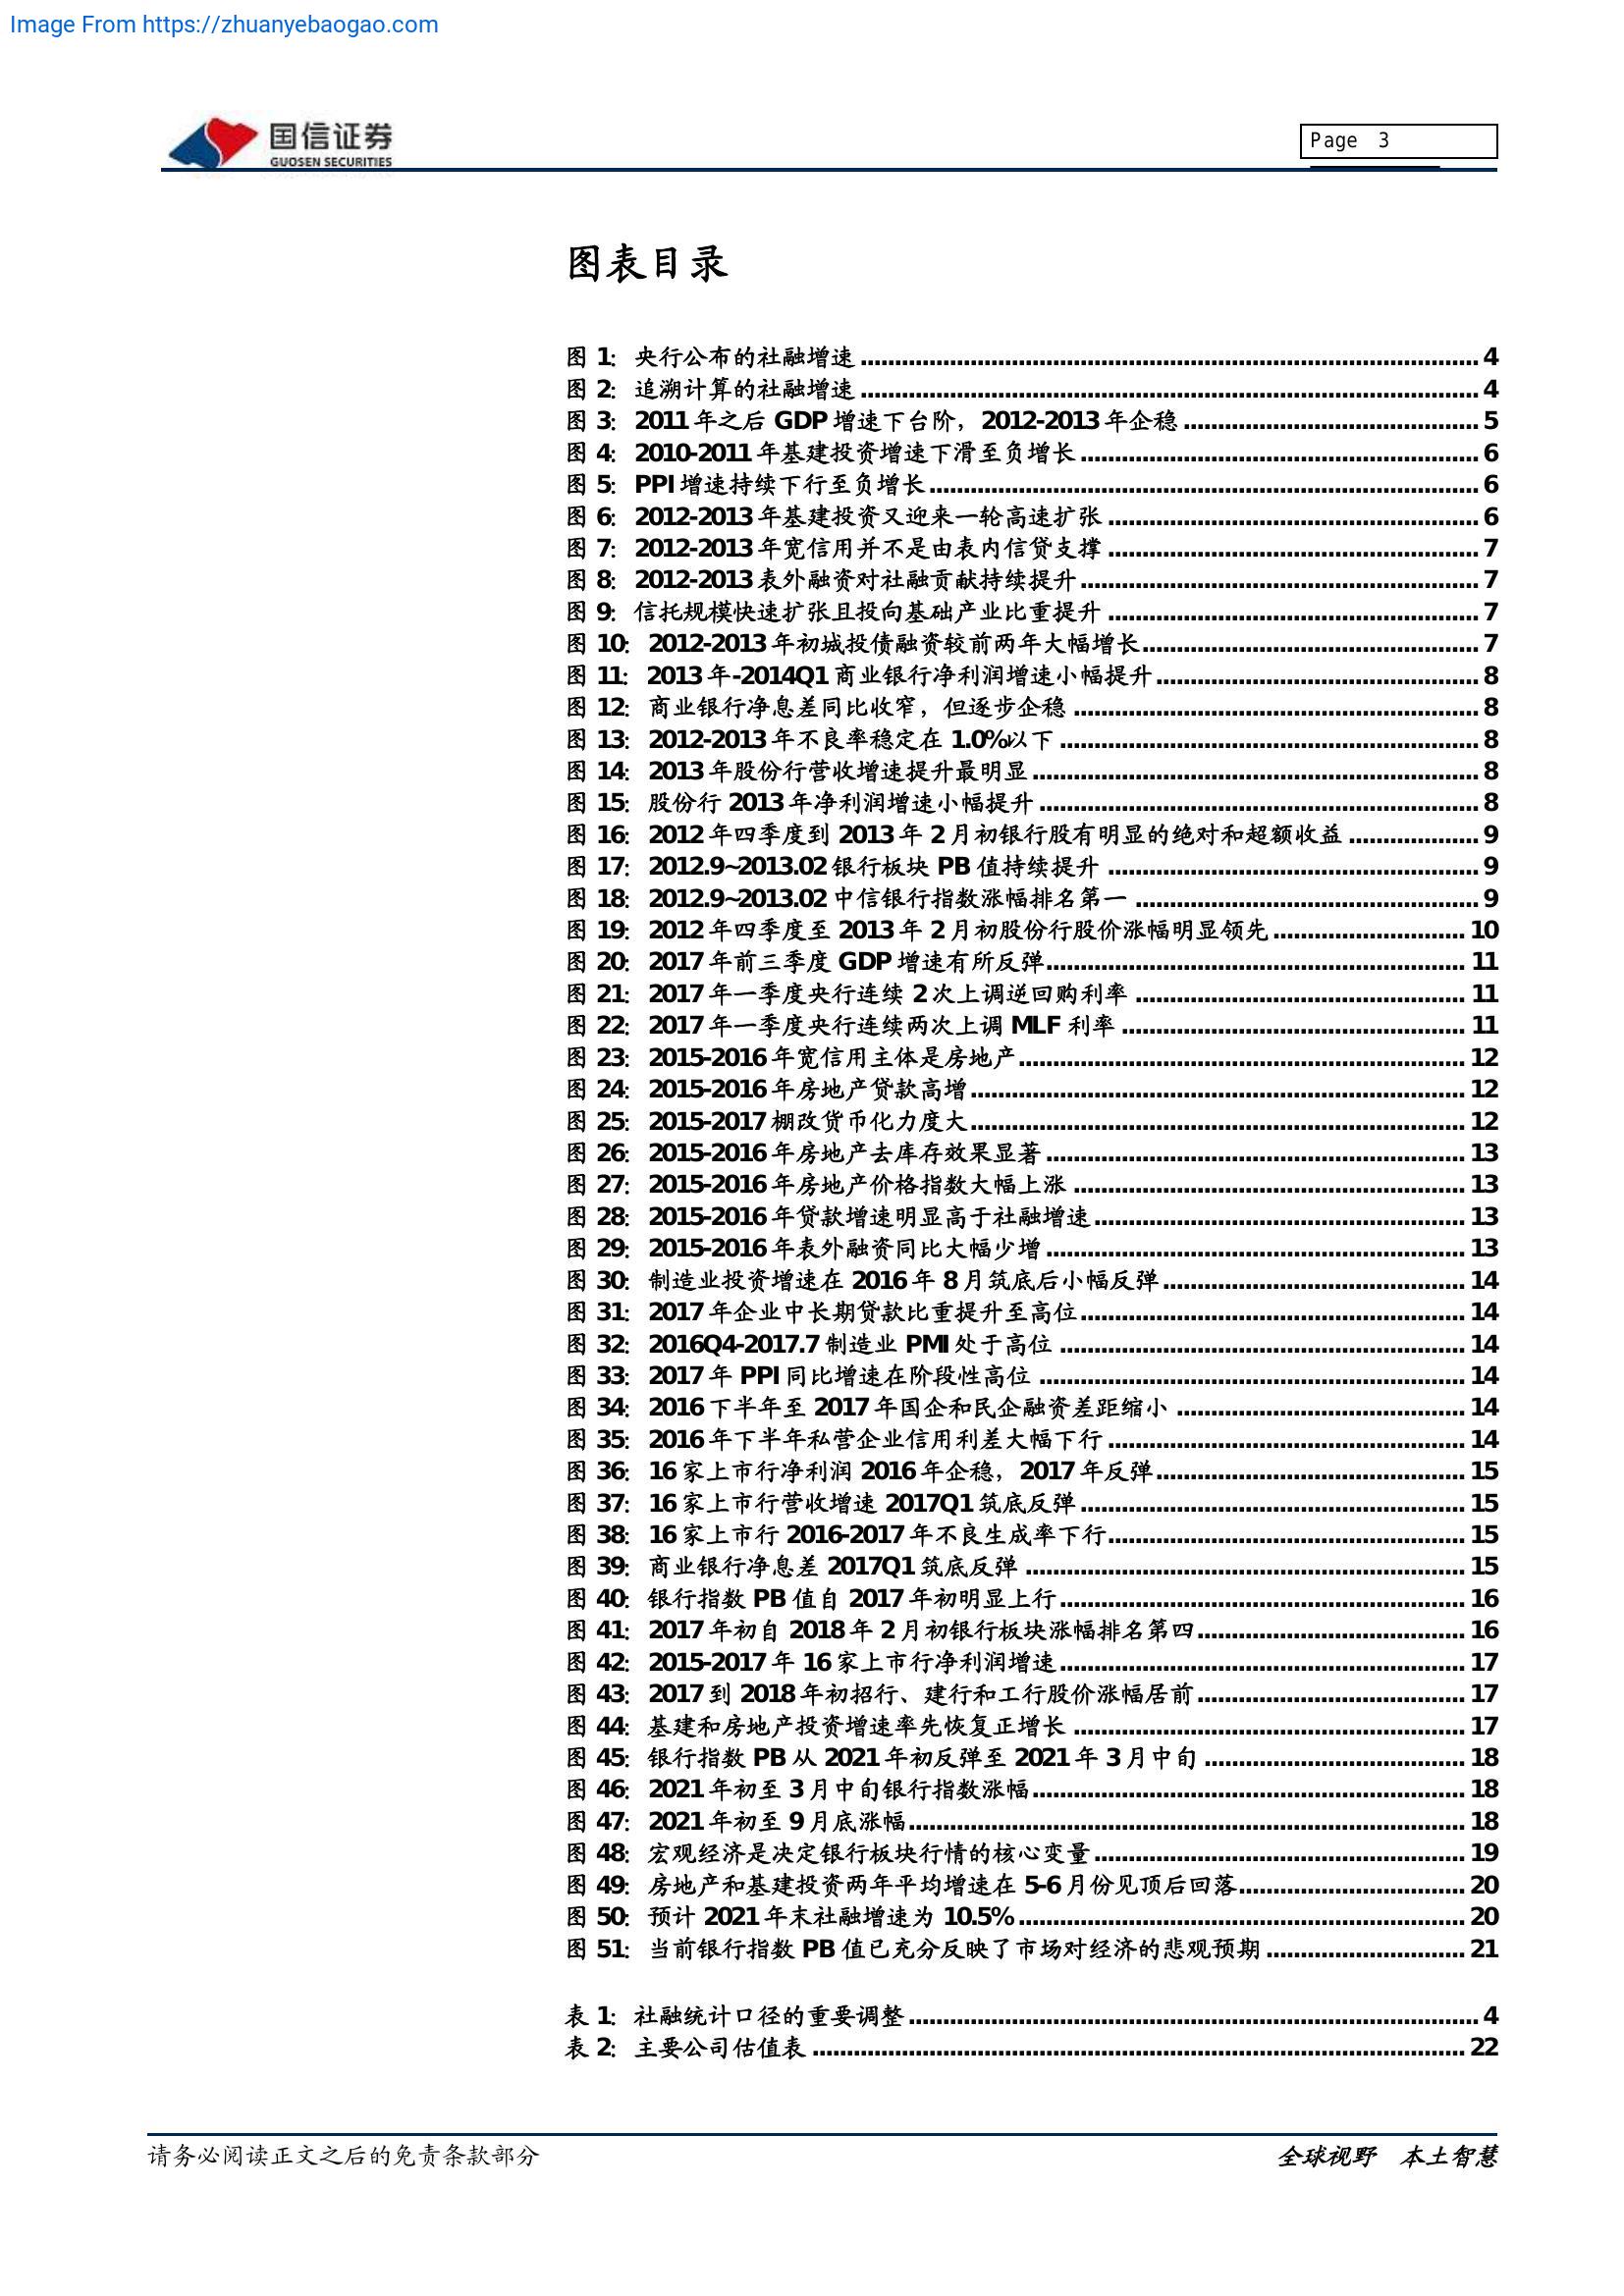 Image From https://zhuanyebaogao.com
国信证券
GUOSEN SECURITIES
Page 3
图表目录
图 1: 央行公布的社融增速 4
图 2: 追溯计算的社融增速 4
图 3: 2011 年之后 GDP 增速下台阶，2012-2013 年企稳 5
图 4: 2010-2011 年基建投资增速下滑至负增长 6
图 5: PPI 增速持续下行至负增长 6
图 6: 2012-2013 年基建投资又迎来一轮高速扩张 6
图 7: 2012-2013 年宽信用并不是由表内信贷支撑 7
图 8: 2012-2013 表外融资对社融贡献持续提升 7
图 9: 信托规模快速扩张且投向基础产业比重提升 7
图 10: 2012-2013 年初城投债融资较前两年大幅增长 7
图 11: 2013 年-2014Q1 商业银行净利润增速小幅提升 8
图 12: 商业银行净息差同比收窄，但逐步企稳 8
图 13: 2012-2013 年不良率稳定在 1.0%以下 8
图 14: 2013 年股份行营收增速提升最明显 8
图 15: 股份行 2013 年净利润增速小幅提升 8
图 16: 2012 年四季度到 2013 年 2 月初银行股有明显的绝对和超额收益 9
图 17: 2012.9~2013.02 银行板块 PB 值持续提升 9
图 18: 2012.9~2013.02 中信银行指数涨幅排名第一 9
图 19: 2012 年四季度至 2013 年 2 月初股份行股价涨幅明显领先 10
图 20: 2017 年前三季度 GDP 增速有所反弹 11
图 21: 2017 年一季度央行连续 2 次上调逆回购利率 11
图 22: 2017 年一季度央行连续两次上调 MLF 利率 11
图 23: 2015-2016 年宽信用主体是房地产 12
图 24: 2015-2016 年房地产贷款高增 12
图 25: 2015-2017 棚改货币化力度大 12
图 26: 2015-2016 年房地产去库存效果显著 13
图 27: 2015-2016 年房地产价格指数大幅上涨 13
图 28: 2015-2016 年贷款增速明显高于社融增速 13
图 29: 2015-2016 年表外融资同比大幅少增 13
图 30: 制造业投资增速在 2016 年 8 月筑底后小幅反弹 14
图 31: 2017 年企业中长期贷款比重提升至高位 14
图 32: 2016Q4-2017.7 制造业 PMI 处于高位 14
图 33: 2017 年 PPI 同比增速在阶段性高位 14
图 34: 2016 下半年至 2017 年国企和民企融资差距缩小 14
图 35: 2016 年下半年私营企业信用利差大幅下行 14
图 36: 16 家上市行净利润 2016 年企稳，2017 年反弹 15
图 37: 16 家上市行营收增速 2017Q1 筑底反弹 15
图 38: 16 家上市行 2016-2017 年不良生成率下行 15
图 39: 商业银行净息差 2017Q1 筑底反弹 15
图 40: 银行指数 PB 值自 2017 年初明显上行 16
图 41: 2017 年初自 2018 年 2 月初银行板块涨幅排名第四 16
图 42: 2015-2017 年 16 家上市行净利润增速 17
图 43: 2017 到 2018 年初招行、建行和工行股价涨幅居前 17
图 44: 基建和房地产投资增速率先恢复正增长 17
图 45: 银行指数 PB 从 2021 年初反弹至 2021 年 3 月中旬 18
图 46: 2021 年初至 3 月中旬银行指数涨幅 18
图 47: 2021 年初至 9 月底涨幅 18
图 48: 宏观经济是决定银行板块行情的核心变量 19
图 49: 房地产和基建投资两年平均增速在 5-6 月份见顶后回落 20
图 50: 预计 2021 年末社融增速为 10.5% 20
图 51: 当前银行指数 PB 值已充分反映了市场对经济的悲观预期 21
表 1: 社融统计口径的重要调整 4
表 2: 主要公司估值表 22
请务必阅读正文之后的免责条款部分
全球视野 本土智慧